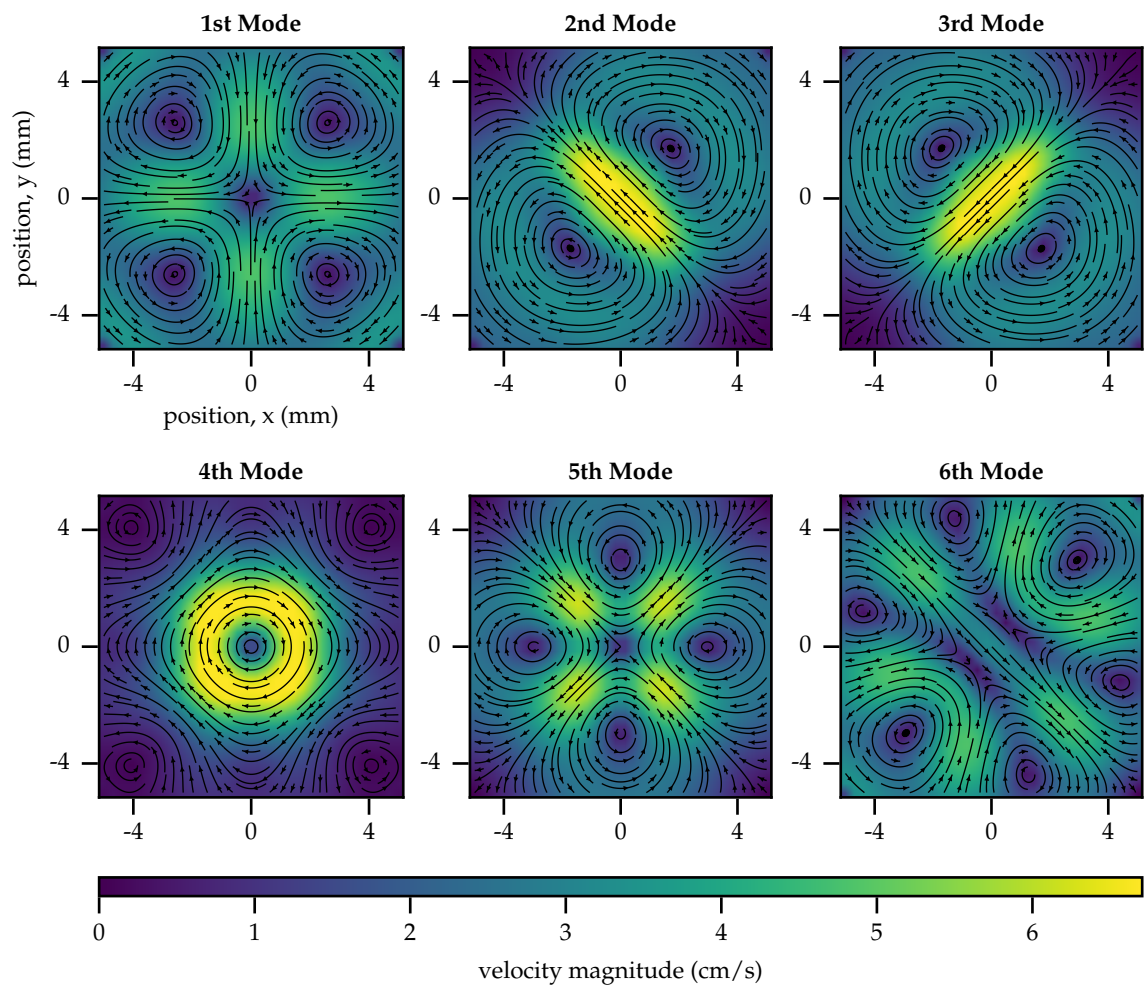 1st Mode 2nd Mode 3rd Mode
position, y (mm)
4 4 4
0 0 0
-4 -4 -4
-4 0 4 -4 0 4 -4 0 4
position, x (mm)
4th Mode 5th Mode 6th Mode
4 4 4
0 0 0
-4 -4 -4
-4 0 4 -4 0 4 -4 0 4
0 1 2 3 4 5 6
velocity magnitude (cm/s)